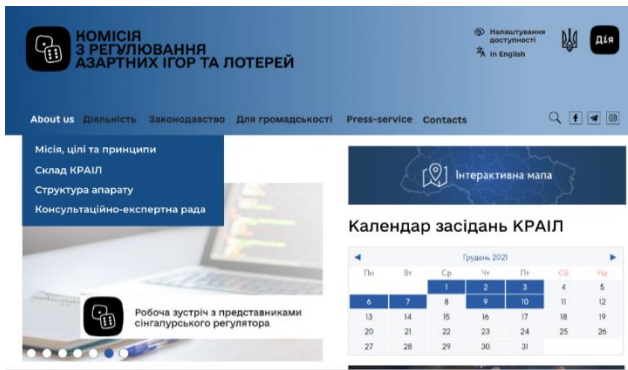 КОМІСІЯ
З РЕГУЛЮВАННЯ
АЗАРТНИХ ІГОР ТА ЛОТЕРЕЙ
Налаштування
доступності
In English
Дія
About us Діяльність Законодавство Для громадськості Press-service Contacts
Місія, цілі та принципи
Склад КРАІЛ
Структура апарату
Консультаційно-експертна рада
Робоча зустріч з представниками
сінгапурського регулятора
Інтерактивна мапа
Календар засідань КРАІЛ
Грудень 2021
Пн Вт Ср Чт Пт Сб Нд
1 2 3 4 5
6 7 8 9 10 11 12
13 14 15 16 17 18 19
20 21 22 23 24 25 26
27 28 29 30 31